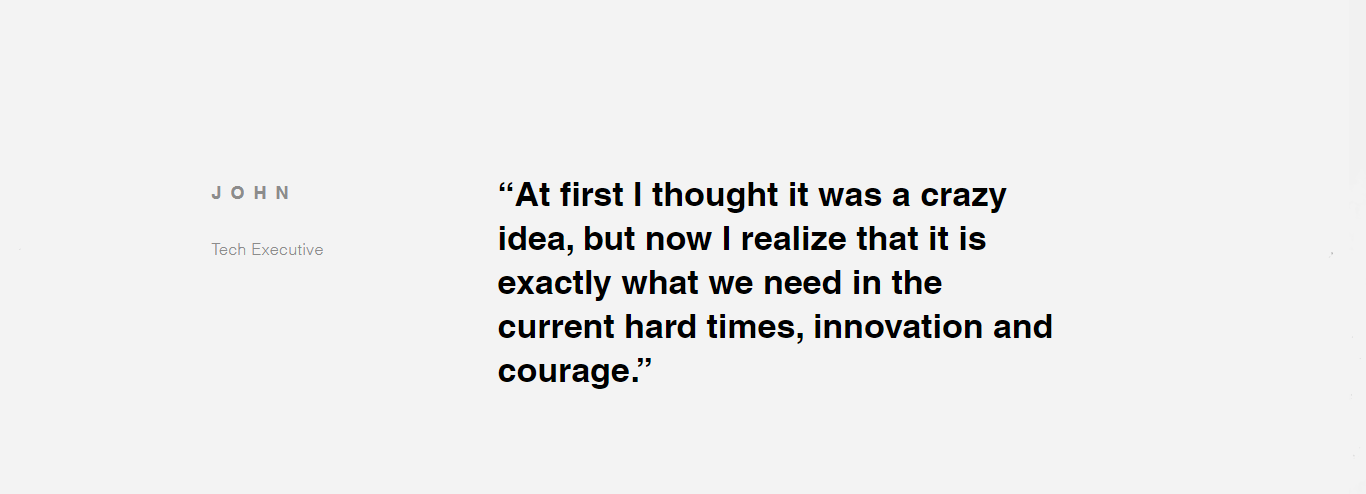 JOHN
Tech Executive
“At first I thought it was a crazy
idea, but now I realize that it is
exactly what we need in the
current hard times, innovation and
courage.”